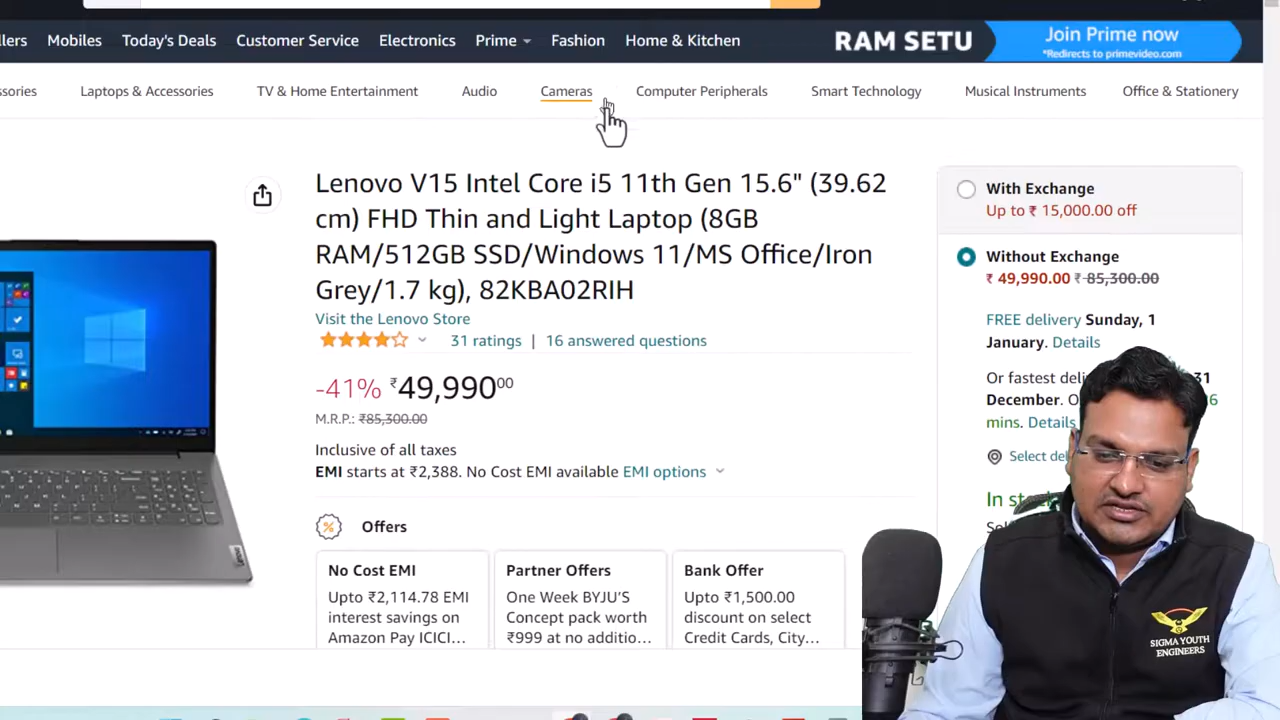 llers Mobiles Today's Deals Customer Service Electronics Prime Fashion Home & Kitchen
RAM SETU
Join Prime now
*Redirects to primevideo.com
ssories Laptops & Accessories TV & Home Entertainment Audio Cameras Computer Peripherals Smart Technology Musical Instruments Office & Stationery
Lenovo V15 Intel Core i5 11th Gen 15.6" (39.62
cm) FHD Thin and Light Laptop (8GB
RAM/512GB SSD/Windows 11/MS Office/Iron
Grey/1.7 kg), 82KBA02RIH
Visit the Lenovo Store
31 ratings | 16 answered questions
-41% ₹49,99000
M.R.P.: ₹85,300.00
Inclusive of all taxes
EMI starts at ₹2,388. No Cost EMI available EMI options
Offers
No Cost EMI
Upto ₹2,114.78 EMI
interest savings on
Amazon Pay ICICI...
Partner Offers
One Week BYJU'S
Concept pack worth
₹999 at no additio...
Bank Offer
Upto ₹1,500.00
discount on select
Credit Cards, City...
With Exchange
Up to ₹ 15,000.00 off
Without Exchange
₹ 49,990.00 ₹ 85,300.00
FREE delivery Sunday, 1
January. Details
Or fastest deli 31
December. O 6
mins. Details
Select del
In sto
SIGMA YOUTH
ENGINEERS